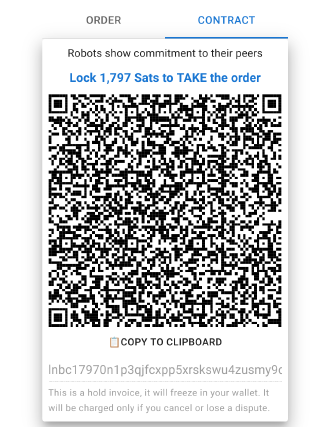 ORDER
CONTRACT
Robots show commitment to their peers
Lock 1,797 Sats to TAKE the order
COPY TO CLIPBOARD
lnbc17970n1p3qjfcxpp5xrskswu4zusmy9c
This is a hold invoice, it will freeze in your wallet. It
will be charged only if you cancel or lose a dispute.